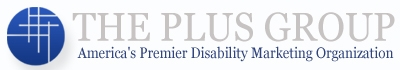 THE PLUS GROUP
America's Premier Disability Marketing Organization